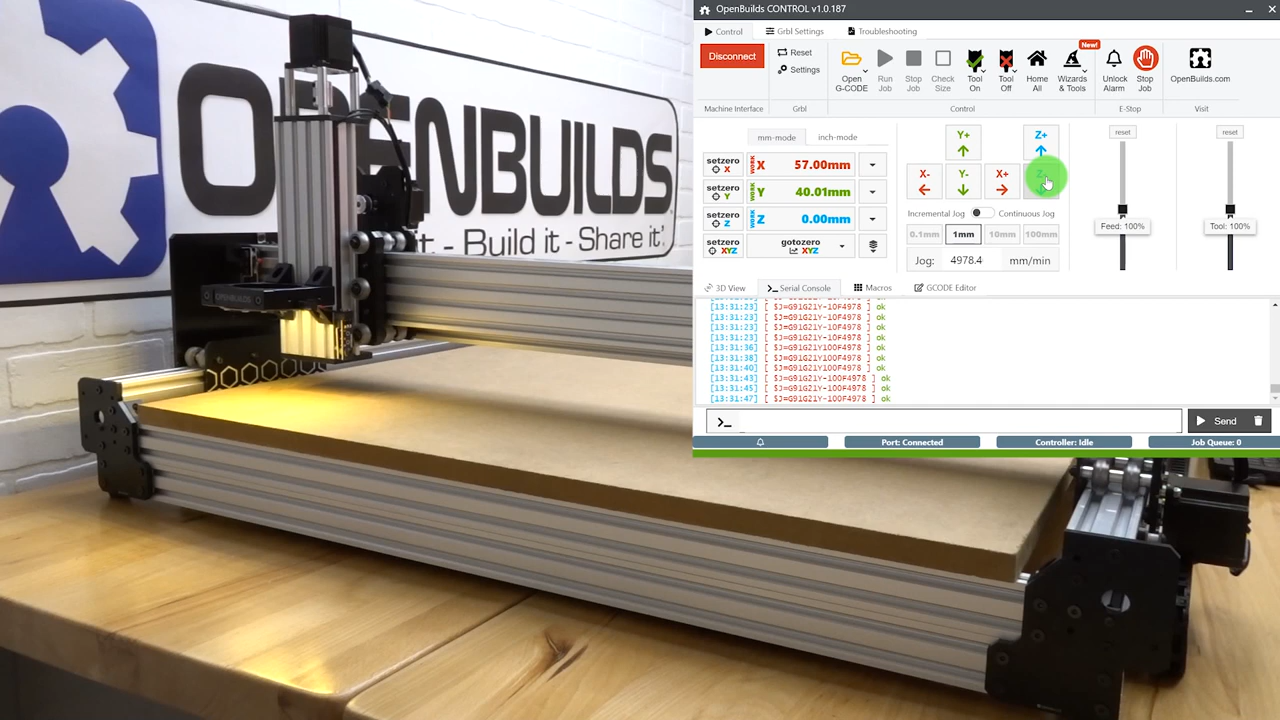 OPENBUILDS
it - Build it - Share it
OPENBUILDS
OpenBuilds CONTROL v1.0.187
Control
Grbl Settings
Troubleshooting
Disconnect
Reset
Settings
Open G-CODE
Run Job
Stop Job
Check Size
Tool On
Tool Off
Home All
New!
Wizards & Tools
Unlock Alarm
Stop Job
OpenBuilds.com
Machine Interface
Grbl
Control
E-Stop
Visit
mm-mode
inch-mode
setzero X
WORK X 57.00mm
setzero Y
WORK Y 40.01mm
setzero Z
WORK Z 0.00mm
setzero XYZ
gotozero XYZ
Y+
Z+
X-
Y-
X+
Incremental Jog
Continuous Jog
0.1mm
1mm
10mm
100mm
Jog: 4978.4 mm/min
reset
Feed: 100%
reset
Tool: 100%
3D View
Serial Console
Macros
GCODE Editor
[13:31:23] [ $J=G91G21Y-10F4978 ] ok
[13:31:23] [ $J=G91G21Y-10F4978 ] ok
[13:31:23] [ $J=G91G21Y-10F4978 ] ok
[13:31:23] [ $J=G91G21Y-10F4978 ] ok
[13:31:36] [ $J=G91G21Y100F4978 ] ok
[13:31:38] [ $J=G91G21Y100F4978 ] ok
[13:31:40] [ $J=G91G21Y100F4978 ] ok
[13:31:43] [ $J=G91G21Y-100F4978 ] ok
[13:31:45] [ $J=G91G21Y-100F4978 ] ok
[13:31:47] [ $J=G91G21Y-100F4978 ] ok
Send
Port: Connected
Controller: Idle
Job Queue: 0